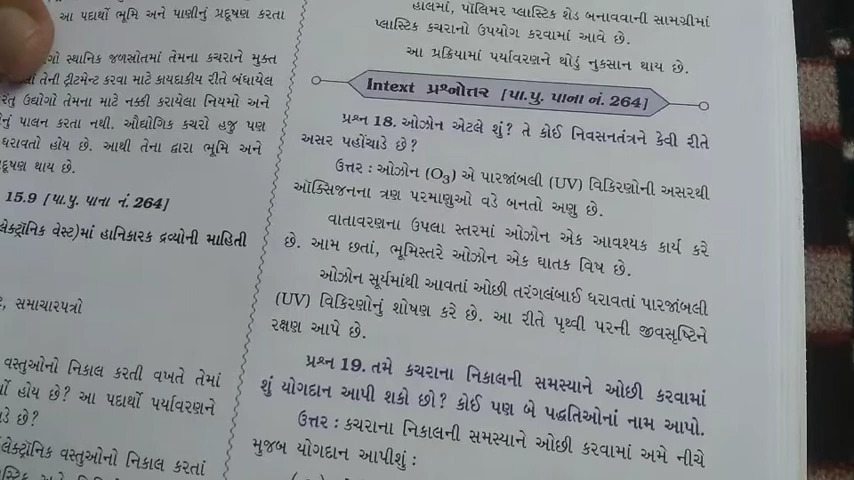 આ પદાર્થો ભૂમિ અને પાણીનું પ્રદૂષણ કરતા
સ્થાનિક જળસ્રોતમાં તેમના કચરાને મુક્ત
તેની ટ્રીટમેન્ટ કરવા માટે કાયદાકીય રીતે બંધાયેલ
ઉદ્યોગો તેમના માટે નક્કી કરાયેલા નિયમો અને
પાલન કરતા નથી. ઔદ્યોગિક કચરો હજુ પણ
ધરાવતો હોય છે. આથી તેના દ્વારા ભૂમિ અને
થાય છે.
15.9 [પા.પુ. પાના નં. 264]
વેસ્ટ)માં હાનિકારક દ્રવ્યોની માહિતી
સમાચારપત્રો
વસ્તુઓનો નિકાલ કરતી વખતે તેમાં
હોય છે? આ પદાર્થો પર્યાવરણને
છે?
વસ્તુઓનો નિકાલ કરતાં
હાલમાં, પૉલિમર પ્લાસ્ટિક શેડ બનાવવાની સામગ્રીમાં
પ્લાસ્ટિક કચરાનો ઉપયોગ કરવામાં આવે છે.
આ પ્રક્રિયામાં પર્યાવરણને થોડું નુકસાન થાય છે.
Intext પ્રશ્નોત્તર [પા.પુ. પાના નં. 264]
પ્રશ્ન 18. ઓઝોન એટલે શું? તે કોઈ નિવસનતંત્રને કેવી રીતે
અસર પહોંચાડે છે?
ઉત્તર : ઓઝોન (O₃) એ પારજાંબલી (UV) વિકિરણોની અસરથી
ઑક્સિજનના ત્રણ પરમાણુઓ વડે બનતો અણુ છે.
વાતાવરણના ઉપલા સ્તરમાં ઓઝોન એક આવશ્યક કાર્ય કરે
છે. આમ છતાં, ભૂમિસ્તરે ઓઝોન એક ઘાતક વિષ છે.
ઓઝોન સૂર્યમાંથી આવતાં ઓછી તરંગલંબાઈ ધરાવતાં પારજાંબલી
(UV) વિકિરણોનું શોષણ કરે છે. આ રીતે પૃથ્વી પરની જીવસૃષ્ટિને
રક્ષણ આપે છે.
પ્રશ્ન 19. તમે કચરાના નિકાલની સમસ્યાને ઓછી કરવામાં
શું યોગદાન આપી શકો છો? કોઈ પણ બે પદ્ધતિઓનાં નામ આપો.
ઉત્તર : કચરાના નિકાલની સમસ્યાને ઓછી કરવામાં અમે નીચે
મુજબ યોગદાન આપીશું :